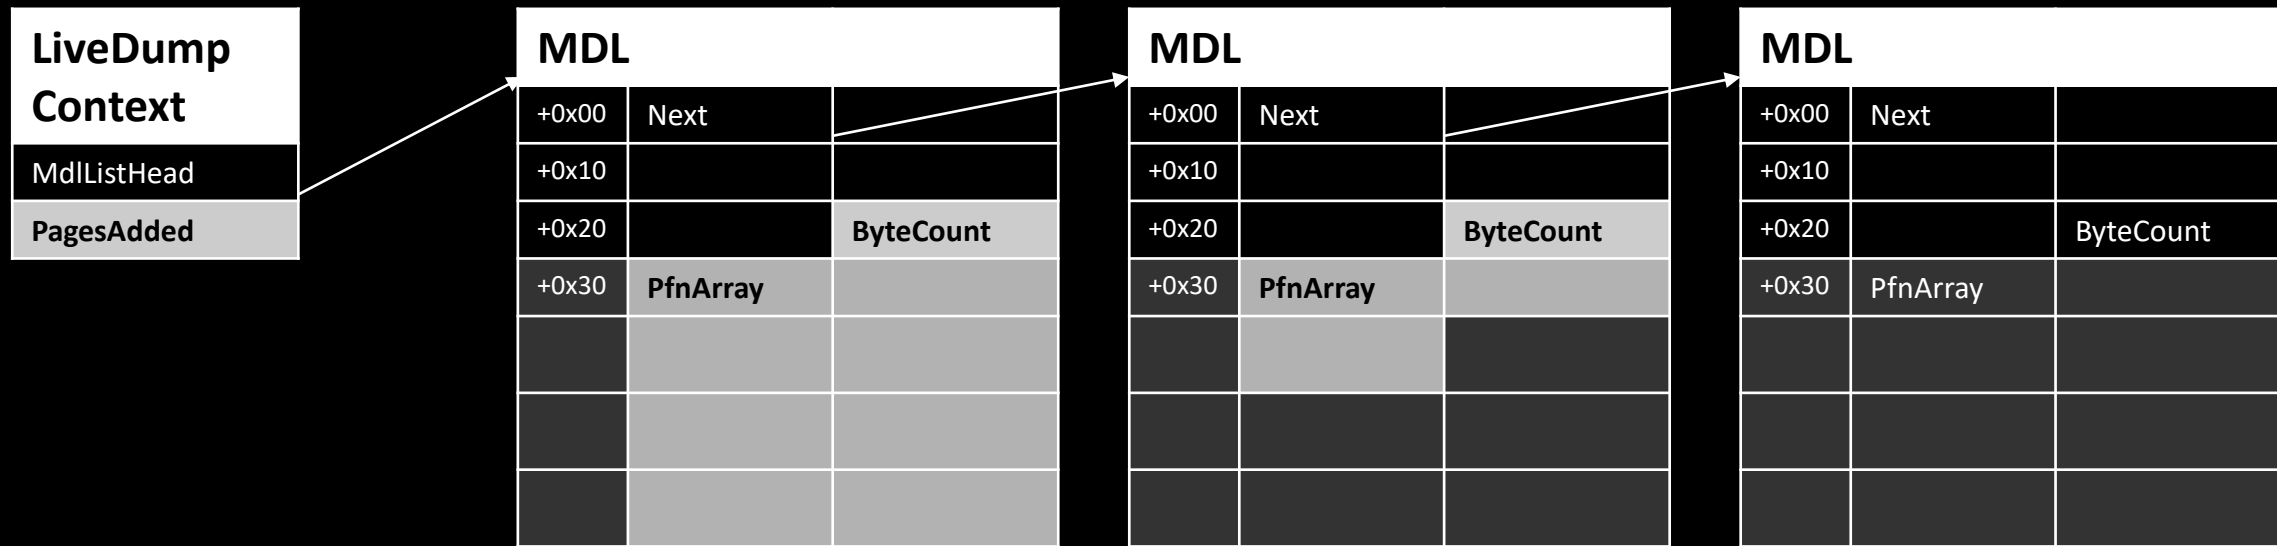 LiveDump
Context
MdlListHead
PagesAdded
MDL
+0x00 Next
+0x10
+0x20 ByteCount
+0x30 PfnArray
MDL
+0x00 Next
+0x10
+0x20 ByteCount
+0x30 PfnArray
MDL
+0x00 Next
+0x10
+0x20 ByteCount
+0x30 PfnArray